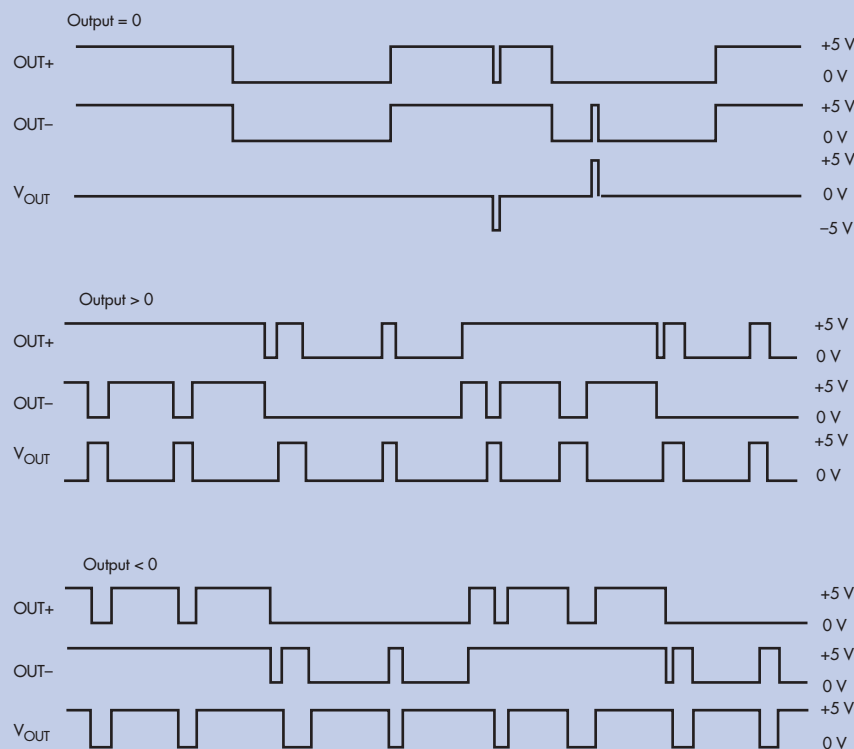 Output = 0
OUT+
+5 V
0 V
OUT–
+5 V
0 V
VOUT
+5 V
0 V
–5 V
Output > 0
OUT+
+5 V
0 V
OUT–
+5 V
0 V
VOUT
+5 V
0 V
Output < 0
OUT+
+5 V
0 V
OUT–
+5 V
0 V
VOUT
+5 V
0 V